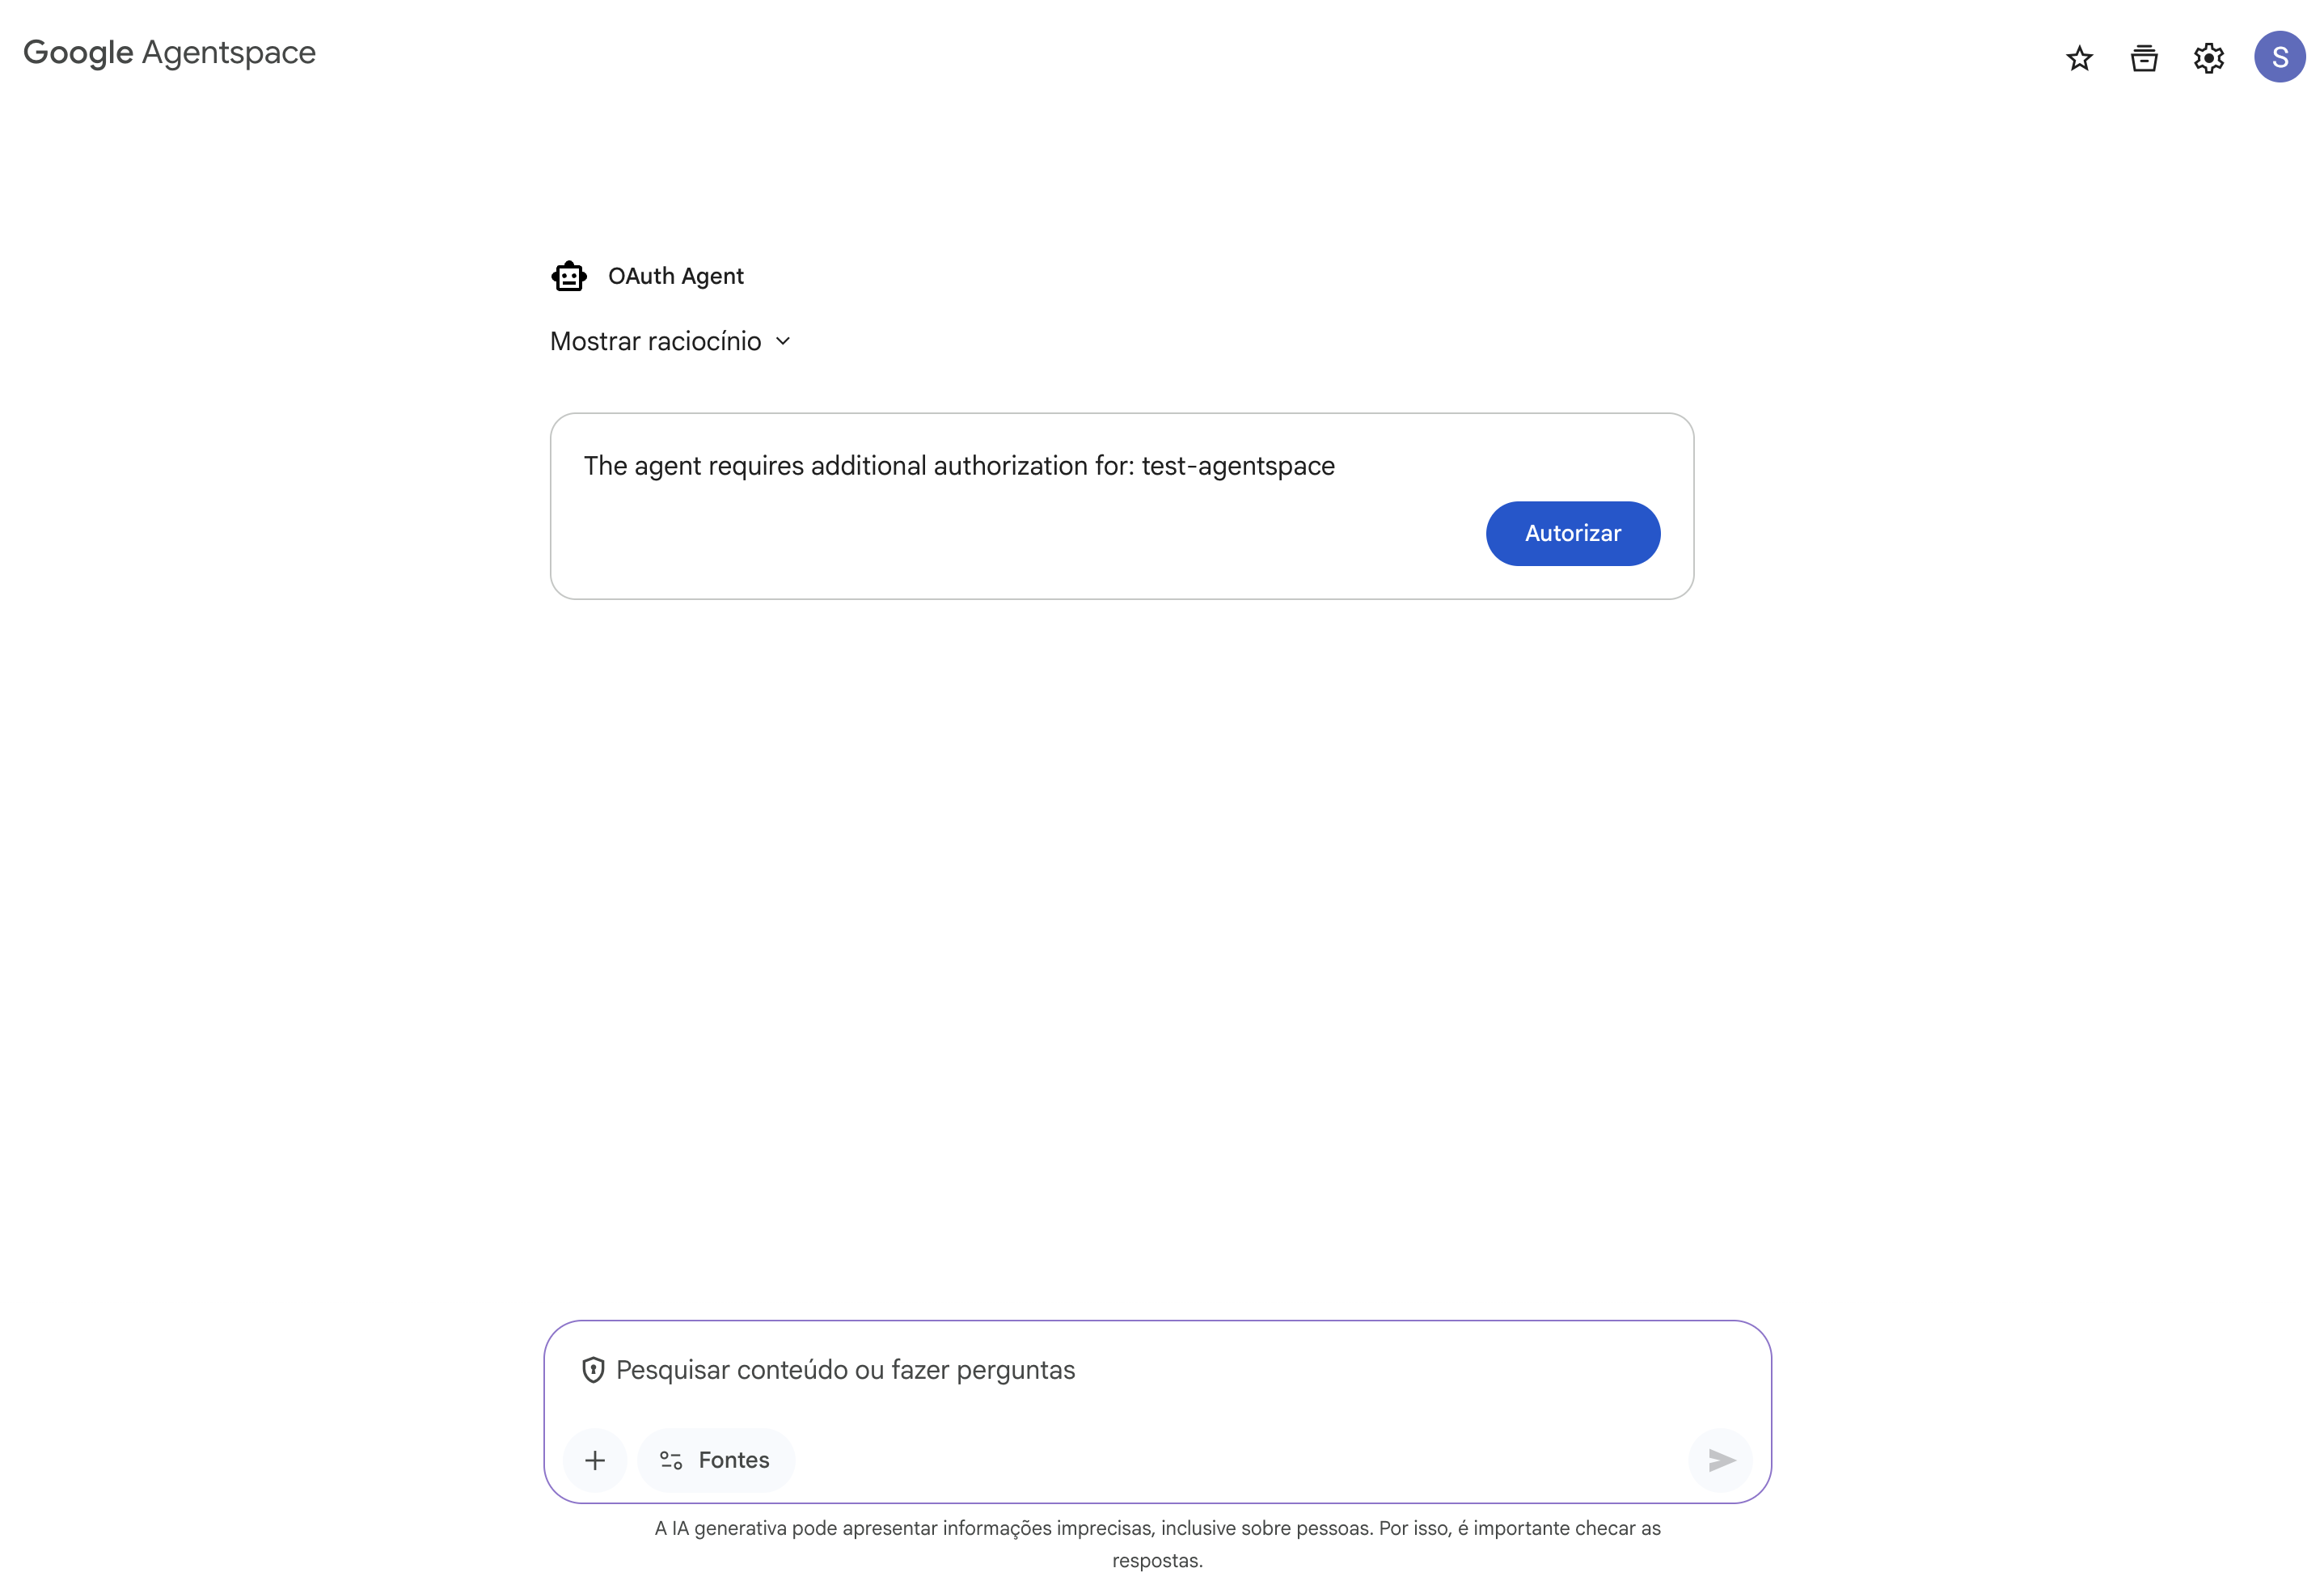 Google Agentspace
S
OAuth Agent
Mostrar raciocínio
The agent requires additional authorization for: test-agentspace
Autorizar
Pesquisar conteúdo ou fazer perguntas
Fontes
A IA generativa pode apresentar informações imprecisas, inclusive sobre pessoas. Por isso, é importante checar as
respostas.